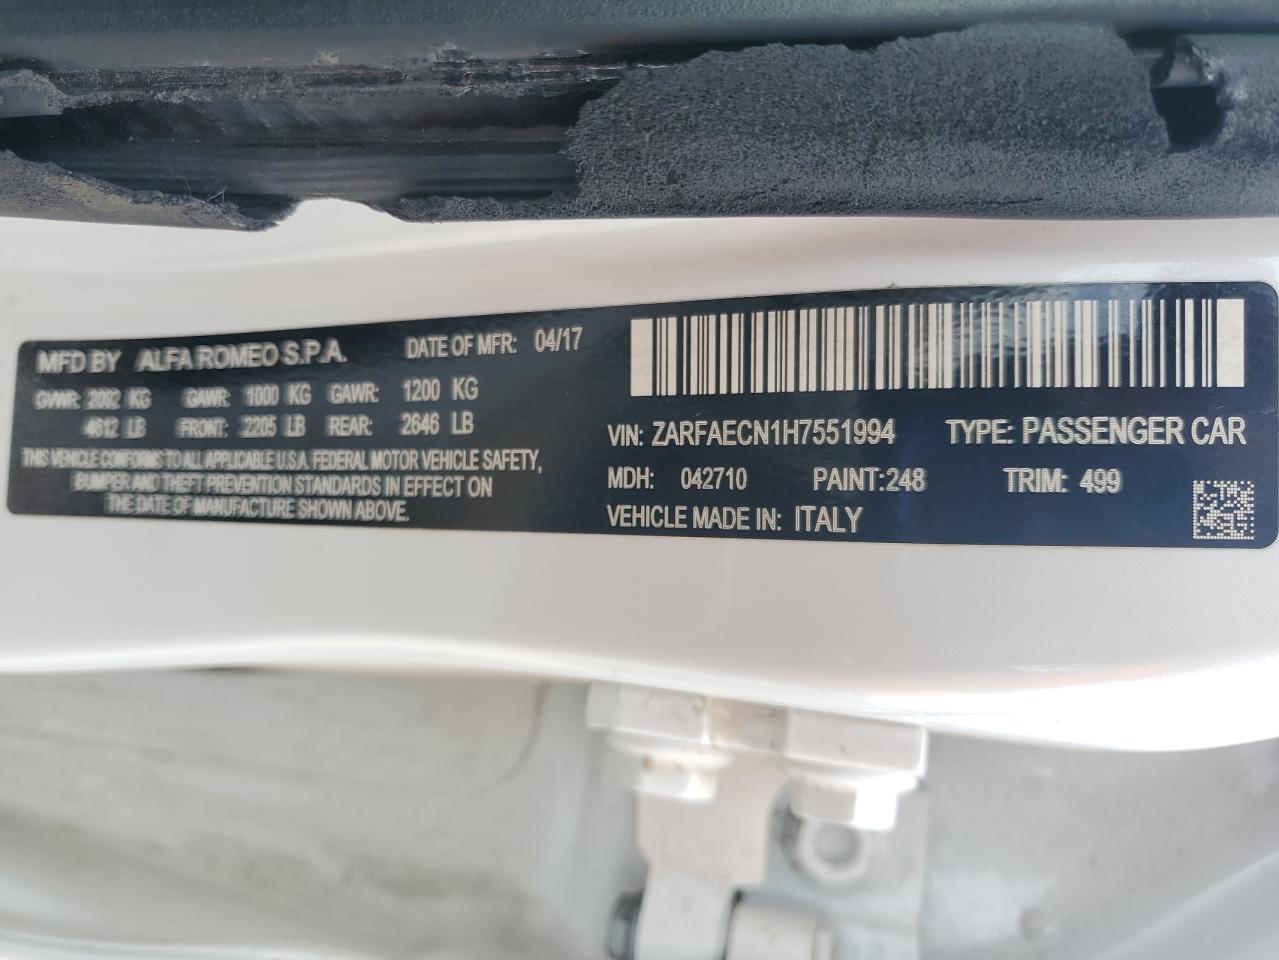 MFD BY ALFA ROMEO S.P.A. DATE OF MFR: 04/17
GVWR: 2092 KG GAWR: 1000 KG GAWR: 1200 KG
4612 LB FRONT: 2205 LB REAR: 2646 LB
THIS VEHICLE CONFORMS TO ALL APPLICABLE U.S.A. FEDERAL MOTOR VEHICLE SAFETY,
BUMPER AND THEFT PREVENTION STANDARDS IN EFFECT ON
THE DATE OF MANUFACTURE SHOWN ABOVE.
VIN: ZARFAECN1H7551994 TYPE: PASSENGER CAR
MDH: 042710 PAINT: 248 TRIM: 499
VEHICLE MADE IN: ITALY